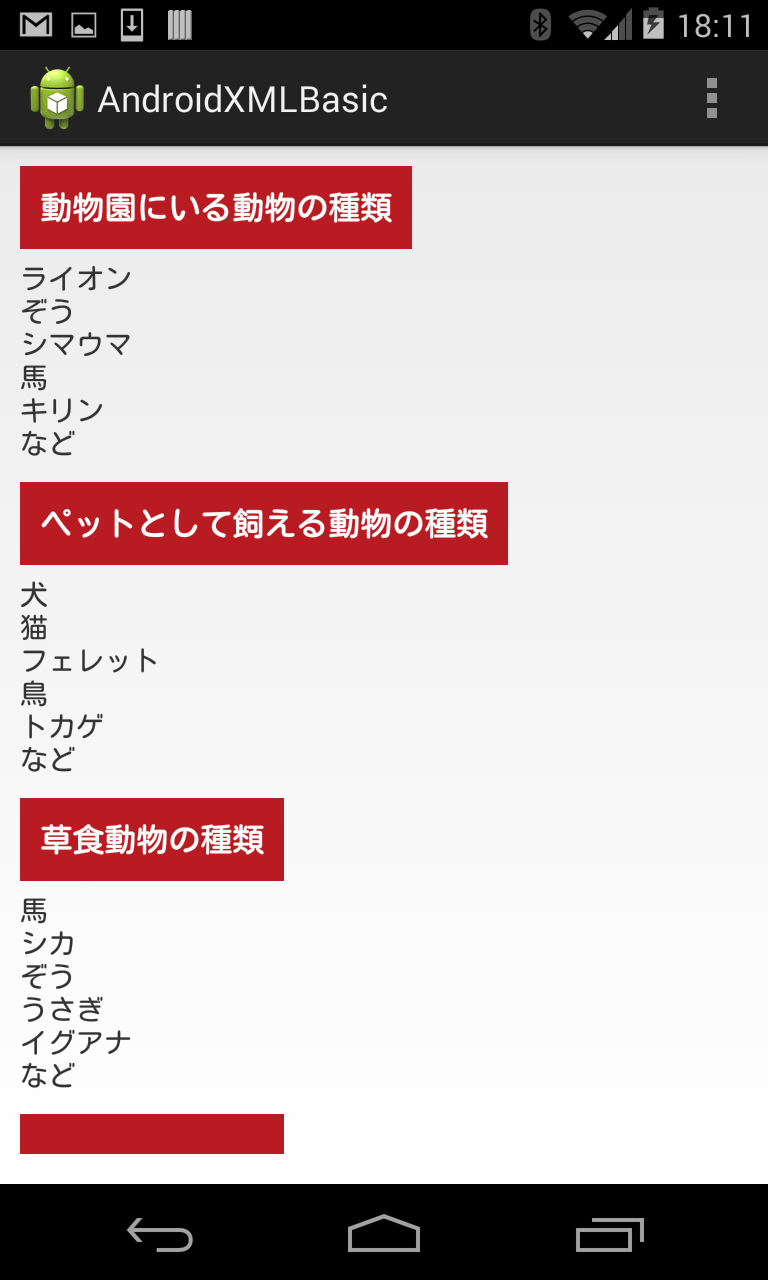 18:11
AndroidXMLBasic
動物園にいる動物の種類
ライオン
ぞう
シマウマ
馬
キリン
など
ペットとして飼える動物の種類
犬
猫
フェレット
鳥
トカゲ
など
草食動物の種類
馬
シカ
ぞう
うさぎ
イグアナ
など